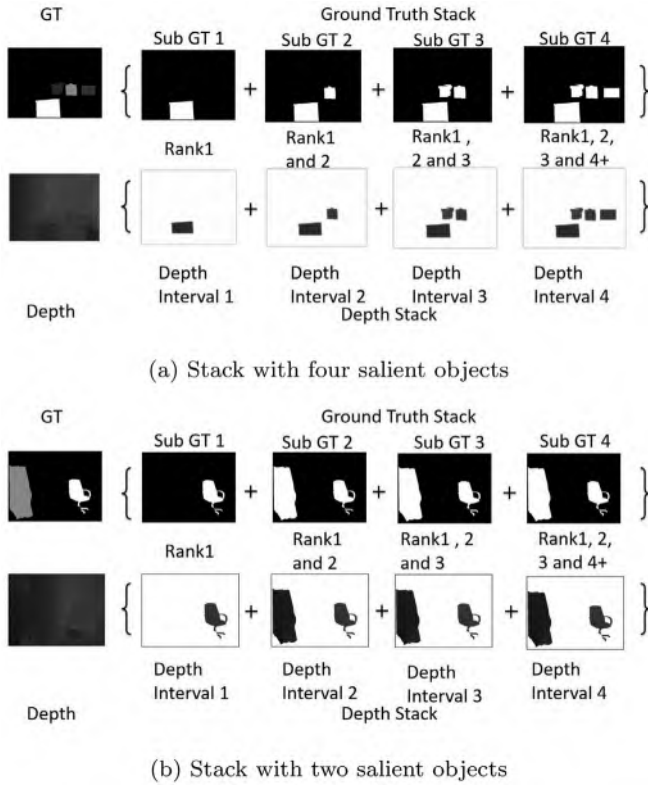 GT
Ground Truth Stack
Sub GT 1
Sub GT 2
Sub GT 3
Sub GT 4
{ + + + }
Rank1
Rank1
and 2
Rank1 ,
2 and 3
Rank1, 2,
3 and 4+
{ + + + }
Depth
Interval 1
Depth
Interval 2
Depth
Interval 3
Depth
Interval 4
Depth
Depth Stack
(a) Stack with four salient objects
GT
Ground Truth Stack
Sub GT 1
Sub GT 2
Sub GT 3
Sub GT 4
{ + + + }
Rank1
Rank1
and 2
Rank1 , 2
and 3
Rank1, 2,
3 and 4+
{ + + + }
Depth
Interval 1
Depth
Interval 2
Depth
Interval 3
Depth
Interval 4
Depth
Depth Stack
(b) Stack with two salient objects